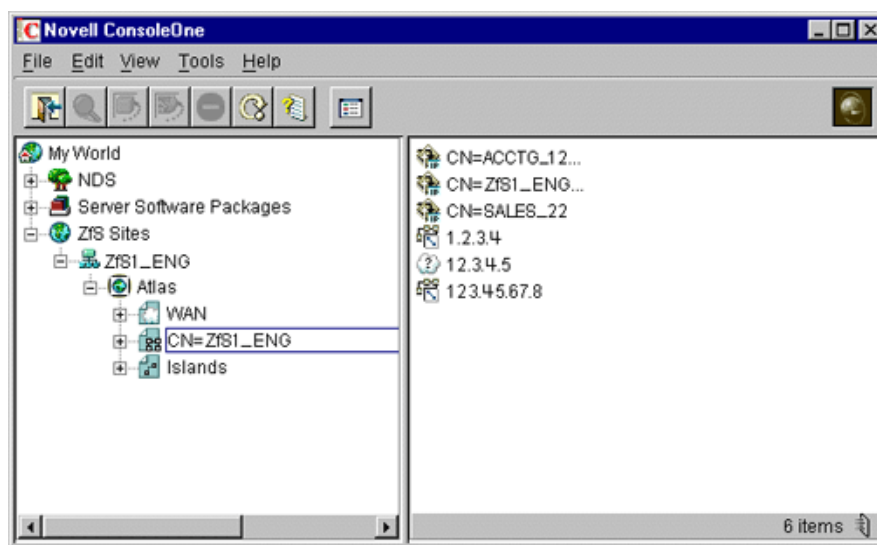 Novell ConsoleOne
File Edit View Tools Help
My World
NDS
Server Software Packages
ZfS Sites
ZfS1_ENG
Atlas
WAN
CN=ZfS1_ENG
Islands
CN=ACCTG_12...
CN=ZfS1_ENG...
CN=SALES_22
1.2.3.4
12.3.4.5
123.45.67.8
6 items